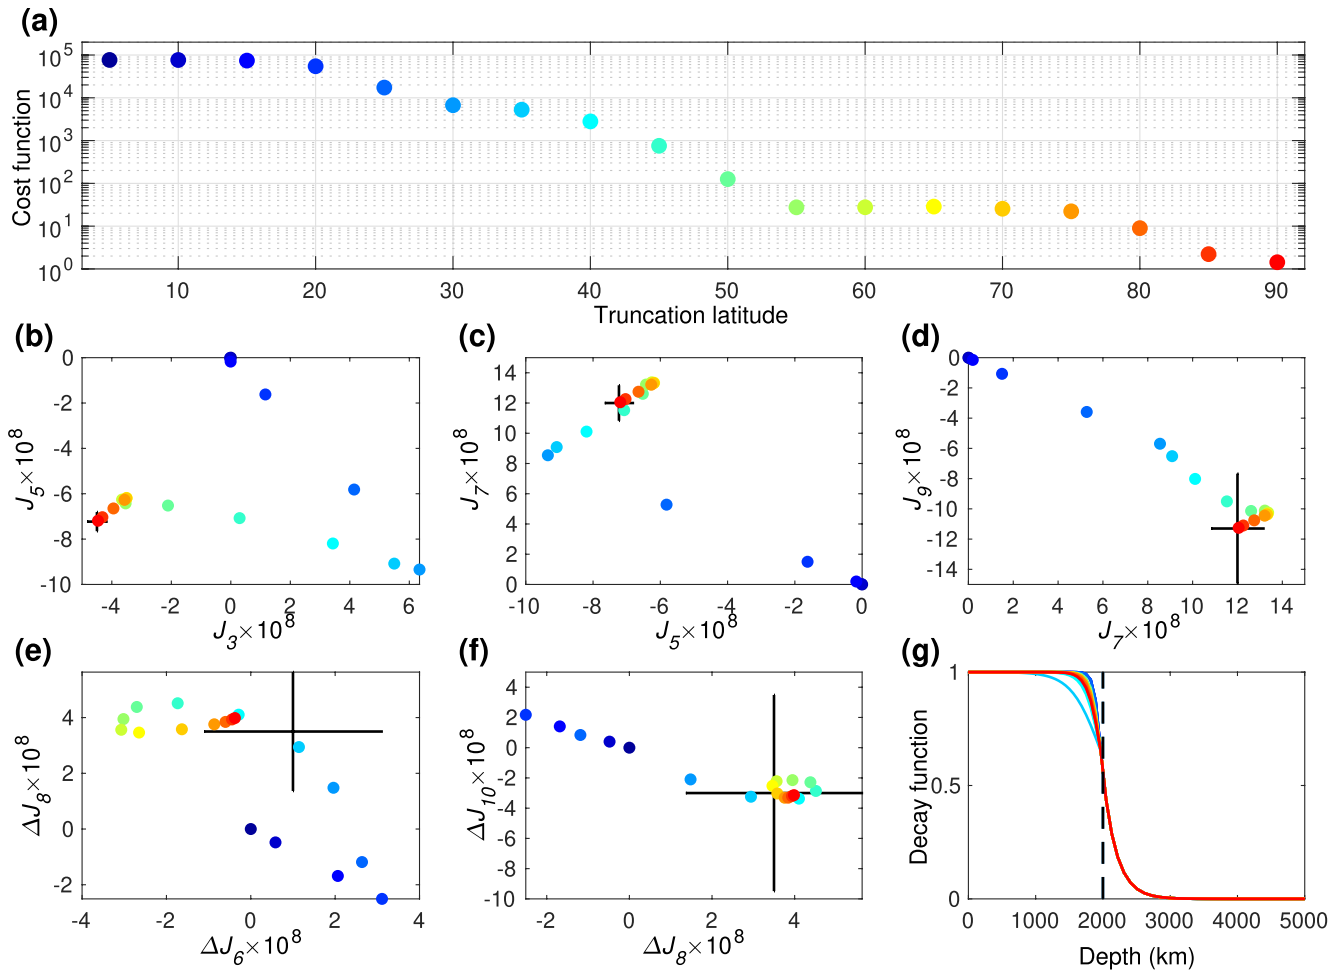 (a)
Cost function
10^5
10^4
10^3
10^2
10^1
10^0
10 20 30 40 50 60 70 80 90
Truncation latitude
(b)
J_5×10^8
0
-2
-4
-6
-8
-10
-4 -2 0 2 4 6
J_3×10^8
(c)
J_7×10^8
14
12
10
8
6
4
2
0
-10 -8 -6 -4 -2 0
J_5×10^8
(d)
J_9×10^8
0
-2
-4
-6
-8
-10
-12
-14
0 2 4 6 8 10 12 14
J_7×10^8
(e)
ΔJ_8×10^8
4
2
0
-2
-4 -2 0 2 4
ΔJ_6×10^8
(f)
ΔJ_10×10^8
4
2
0
-2
-4
-6
-8
-10
-2 0 2 4
ΔJ_8×10^8
(g)
Decay function
1
0.5
0
0 1000 2000 3000 4000 5000
Depth (km)